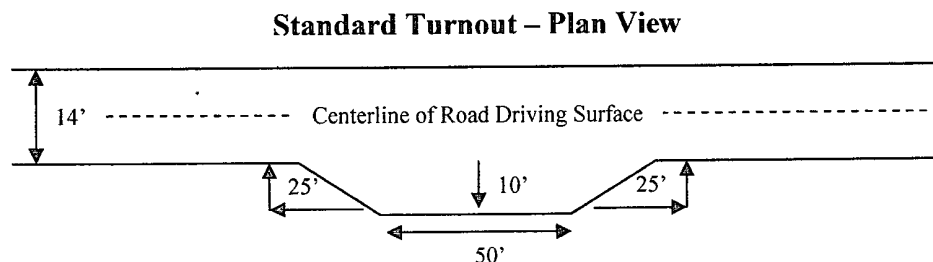 Standard Turnout – Plan View
14'
Centerline of Road Driving Surface
25'
10'
25'
50'